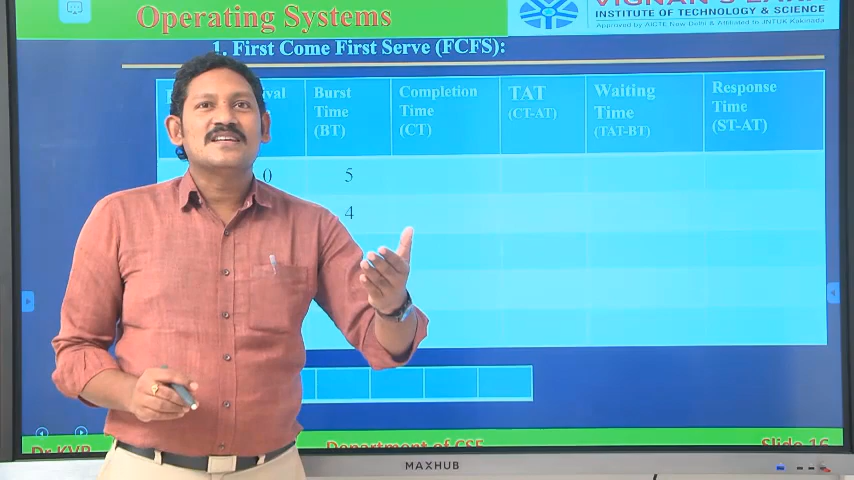 Operating Systems
INSTITUTE OF TECHNOLOGY & SCIENCE
Approved by AICTE New Delhi & Affiliated to JNTUK Kakinada
1. First Come First Serve (FCFS):
Burst Time (BT)
Completion Time (CT)
TAT (CT-AT)
Waiting Time (TAT-BT)
Response Time (ST-AT)
0 5
4
Dr KVR Department of CSE Slide 16
MAXHUB